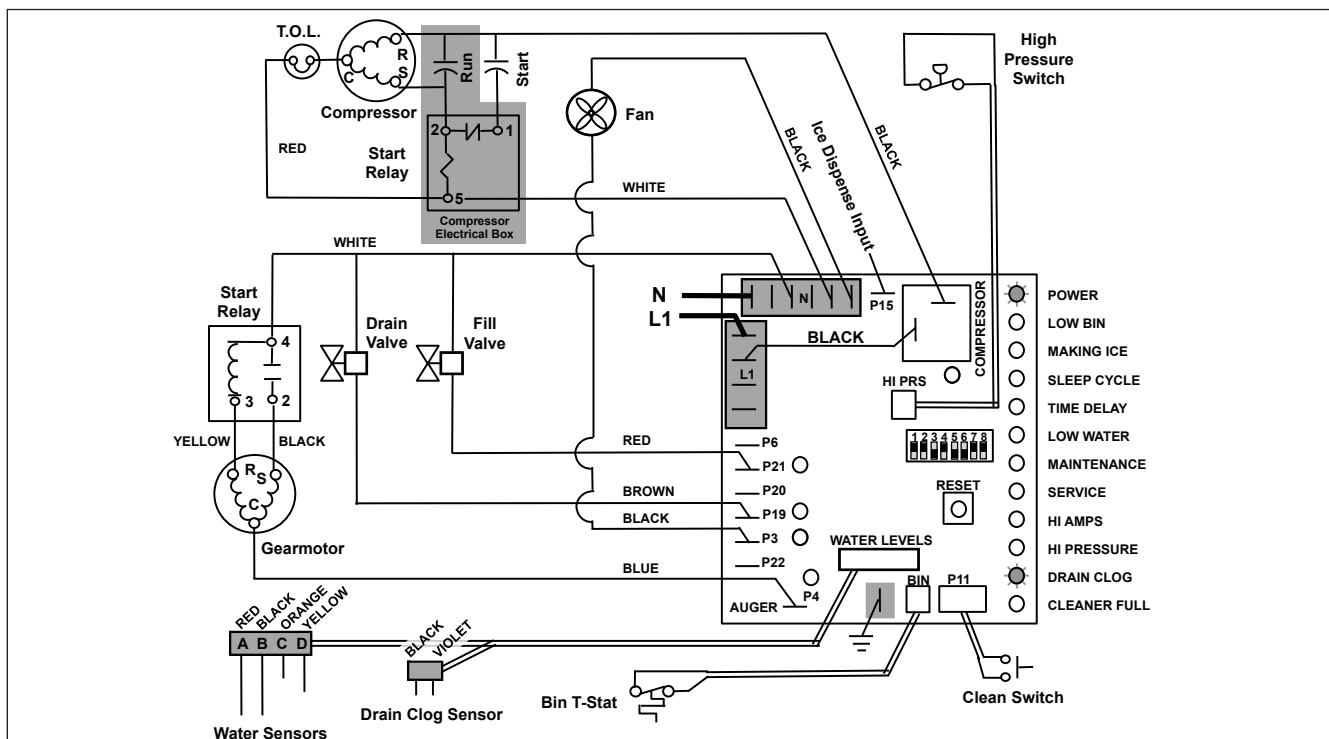 T.O.L.
R
S
C
Compressor
Run
Start
RED
Start
Relay
2
1
5
Compressor
Electrical Box
Fan
BLACK
Ice Dispense Input
BLACK
High
Pressure
Switch
WHITE
WHITE
Start
Relay
4
3
2
YELLOW
BLACK
R
S
C
Gearmotor
Drain
Valve
Fill
Valve
N
L1
N
P15
BLACK
L1
COMPRESSOR
HI PRS
1 2 3 4 5 6 7 8
RESET
POWER
LOW BIN
MAKING ICE
SLEEP CYCLE
TIME DELAY
LOW WATER
MAINTENANCE
SERVICE
HI AMPS
HI PRESSURE
DRAIN CLOG
CLEANER FULL
P6
RED
P21
P20
BROWN
P19
BLACK
P3
P22
BLUE
P4
AUGER
WATER LEVELS
BIN
P11
RED
BLACK
ORANGE
YELLOW
A B C D
Water Sensors
BLACK
VIOLET
Drain Clog Sensor
Bin T-Stat
Clean Switch